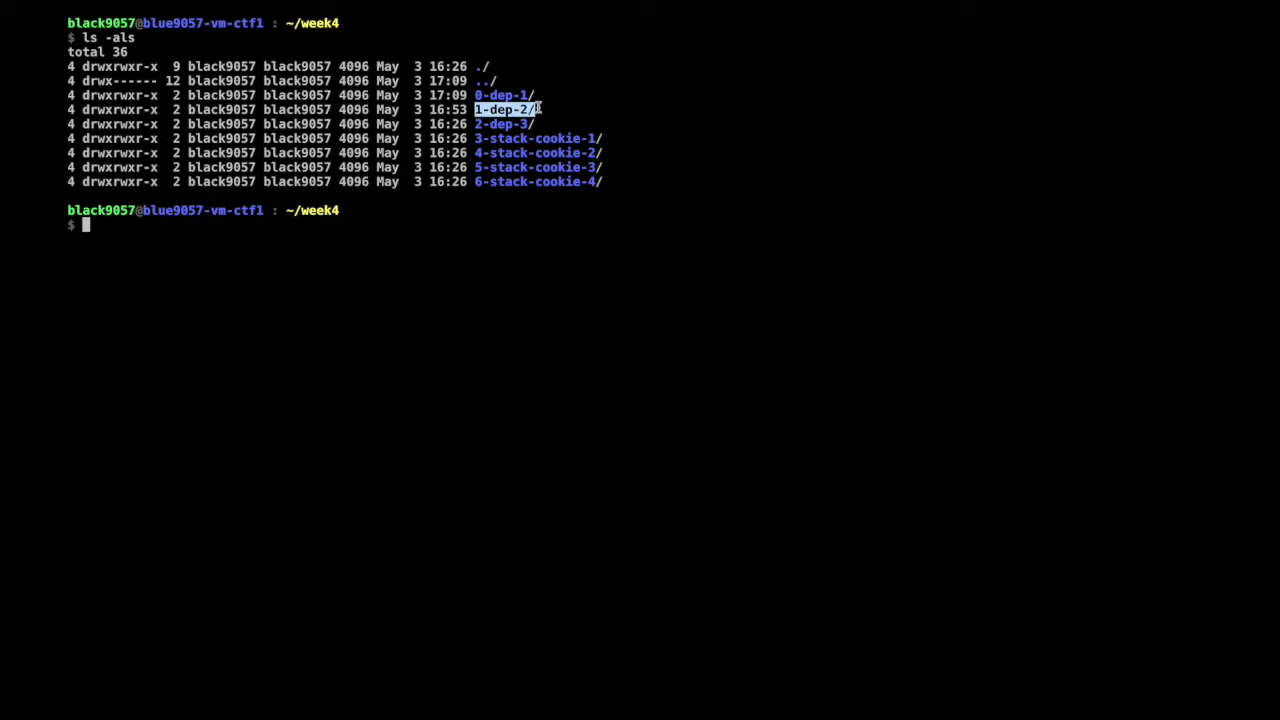 black9057@blue9057-vm-ctf1 : ~/week4
$ ls -als
total 36
4 drwxrwxr-x  9 black9057 black9057 4096 May  3 16:26 ./
4 drwx------ 12 black9057 black9057 4096 May  3 17:09 ../
4 drwxrwxr-x  2 black9057 black9057 4096 May  3 17:09 0-dep-1/
4 drwxrwxr-x  2 black9057 black9057 4096 May  3 16:53 1-dep-2/
4 drwxrwxr-x  2 black9057 black9057 4096 May  3 16:26 2-dep-3/
4 drwxrwxr-x  2 black9057 black9057 4096 May  3 16:26 3-stack-cookie-1/
4 drwxrwxr-x  2 black9057 black9057 4096 May  3 16:26 4-stack-cookie-2/
4 drwxrwxr-x  2 black9057 black9057 4096 May  3 16:26 5-stack-cookie-3/
4 drwxrwxr-x  2 black9057 black9057 4096 May  3 16:26 6-stack-cookie-4/
black9057@blue9057-vm-ctf1 : ~/week4
$